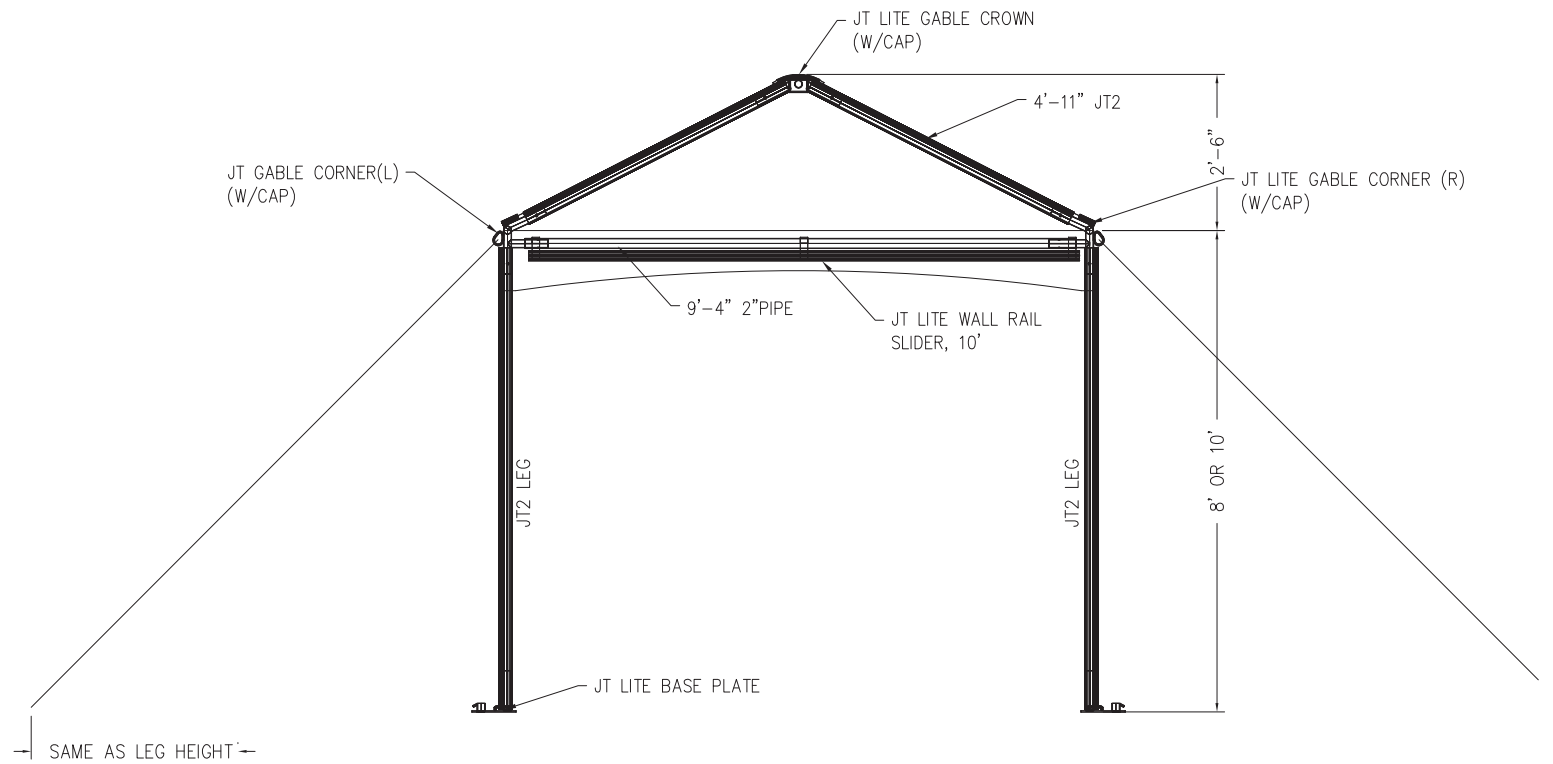 JT LITE GABLE CROWN
(W/CAP)
4'-11" JT2
2'-6"
JT GABLE CORNER(L)
(W/CAP)
JT LITE GABLE CORNER (R)
(W/CAP)
9'-4" 2"PIPE
JT LITE WALL RAIL
SLIDER, 10'
JT2 LEG
JT2 LEG
8' OR 10'
JT LITE BASE PLATE
SAME AS LEG HEIGHT